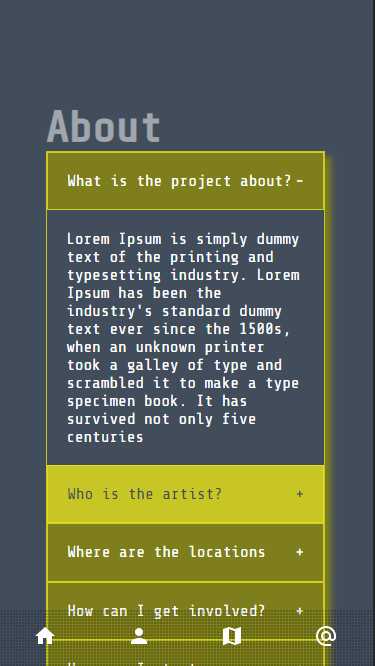 About
What is the project about? -
Lorem Ipsum is simply dummy
text of the printing and
typesetting industry. Lorem
Ipsum has been the
industry's standard dummy
text ever since the 1500s,
when an unknown printer
took a galley of type and
scrambled it to make a type
specimen book. It has
survived not only five
centuries
Who is the artist? +
Where are the locations +
How can I get involved? +